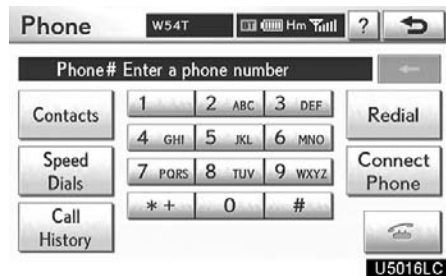 Phone W54T BT Hm ?
Phone# Enter a phone number
Contacts 1 2 ABC 3 DEF Redial
4 GHI 5 JKL 6 MNO
Speed Dials 7 PQRS 8 TUV 9 WXYZ Connect Phone
Call History * + 0 #
U5016LC